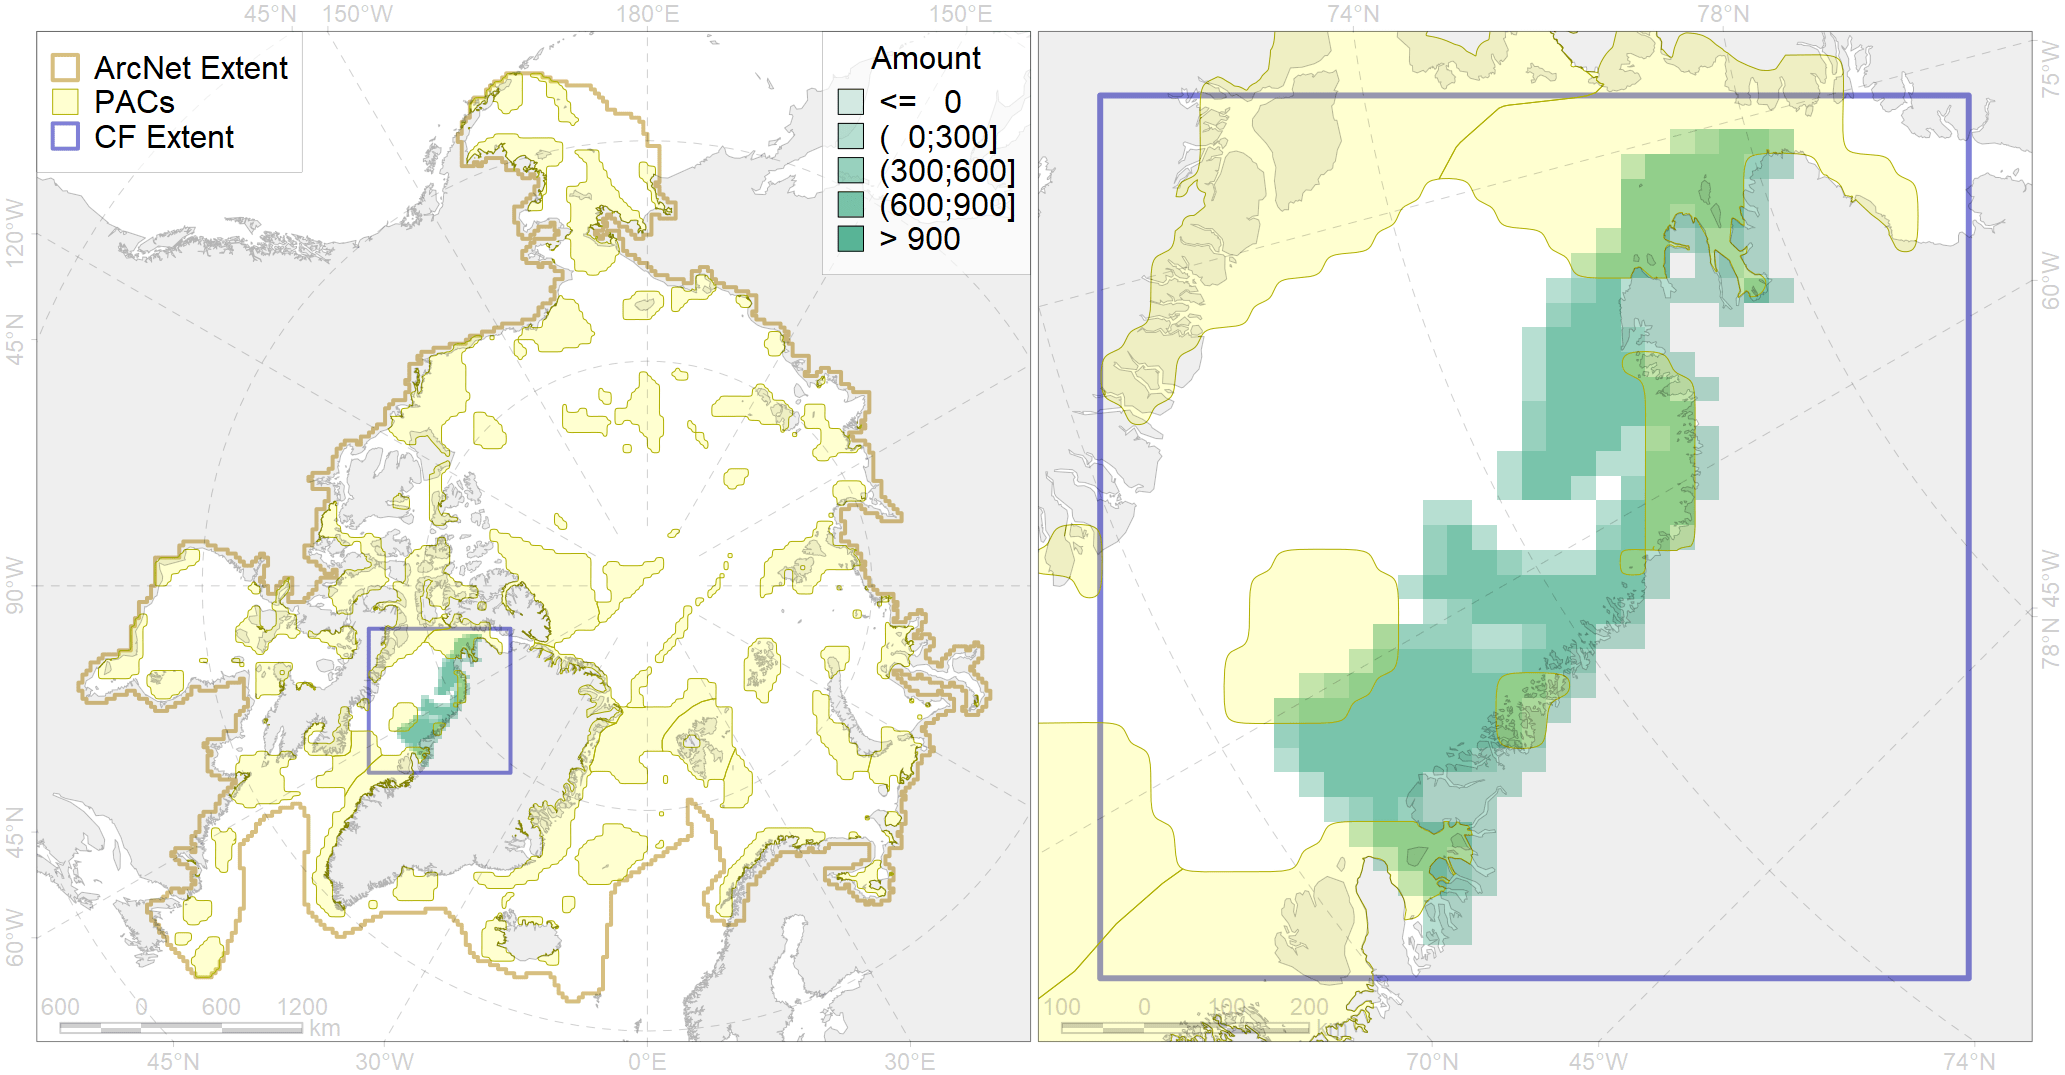 45°N 150°W 180°E 150°E 74°N 78°N
ArcNet Extent
PACs
CF Extent
Amount
<= 0
( 0;300]
(300;600]
(600;900]
> 900
120°W
45°N
90°W
45°N
60°W
75°W
60°W
45°W
78°N
600 0 600 1200
km
100 0 100 200
km
45°N 30°W 0°E 30°E 70°N 45°W 74°N